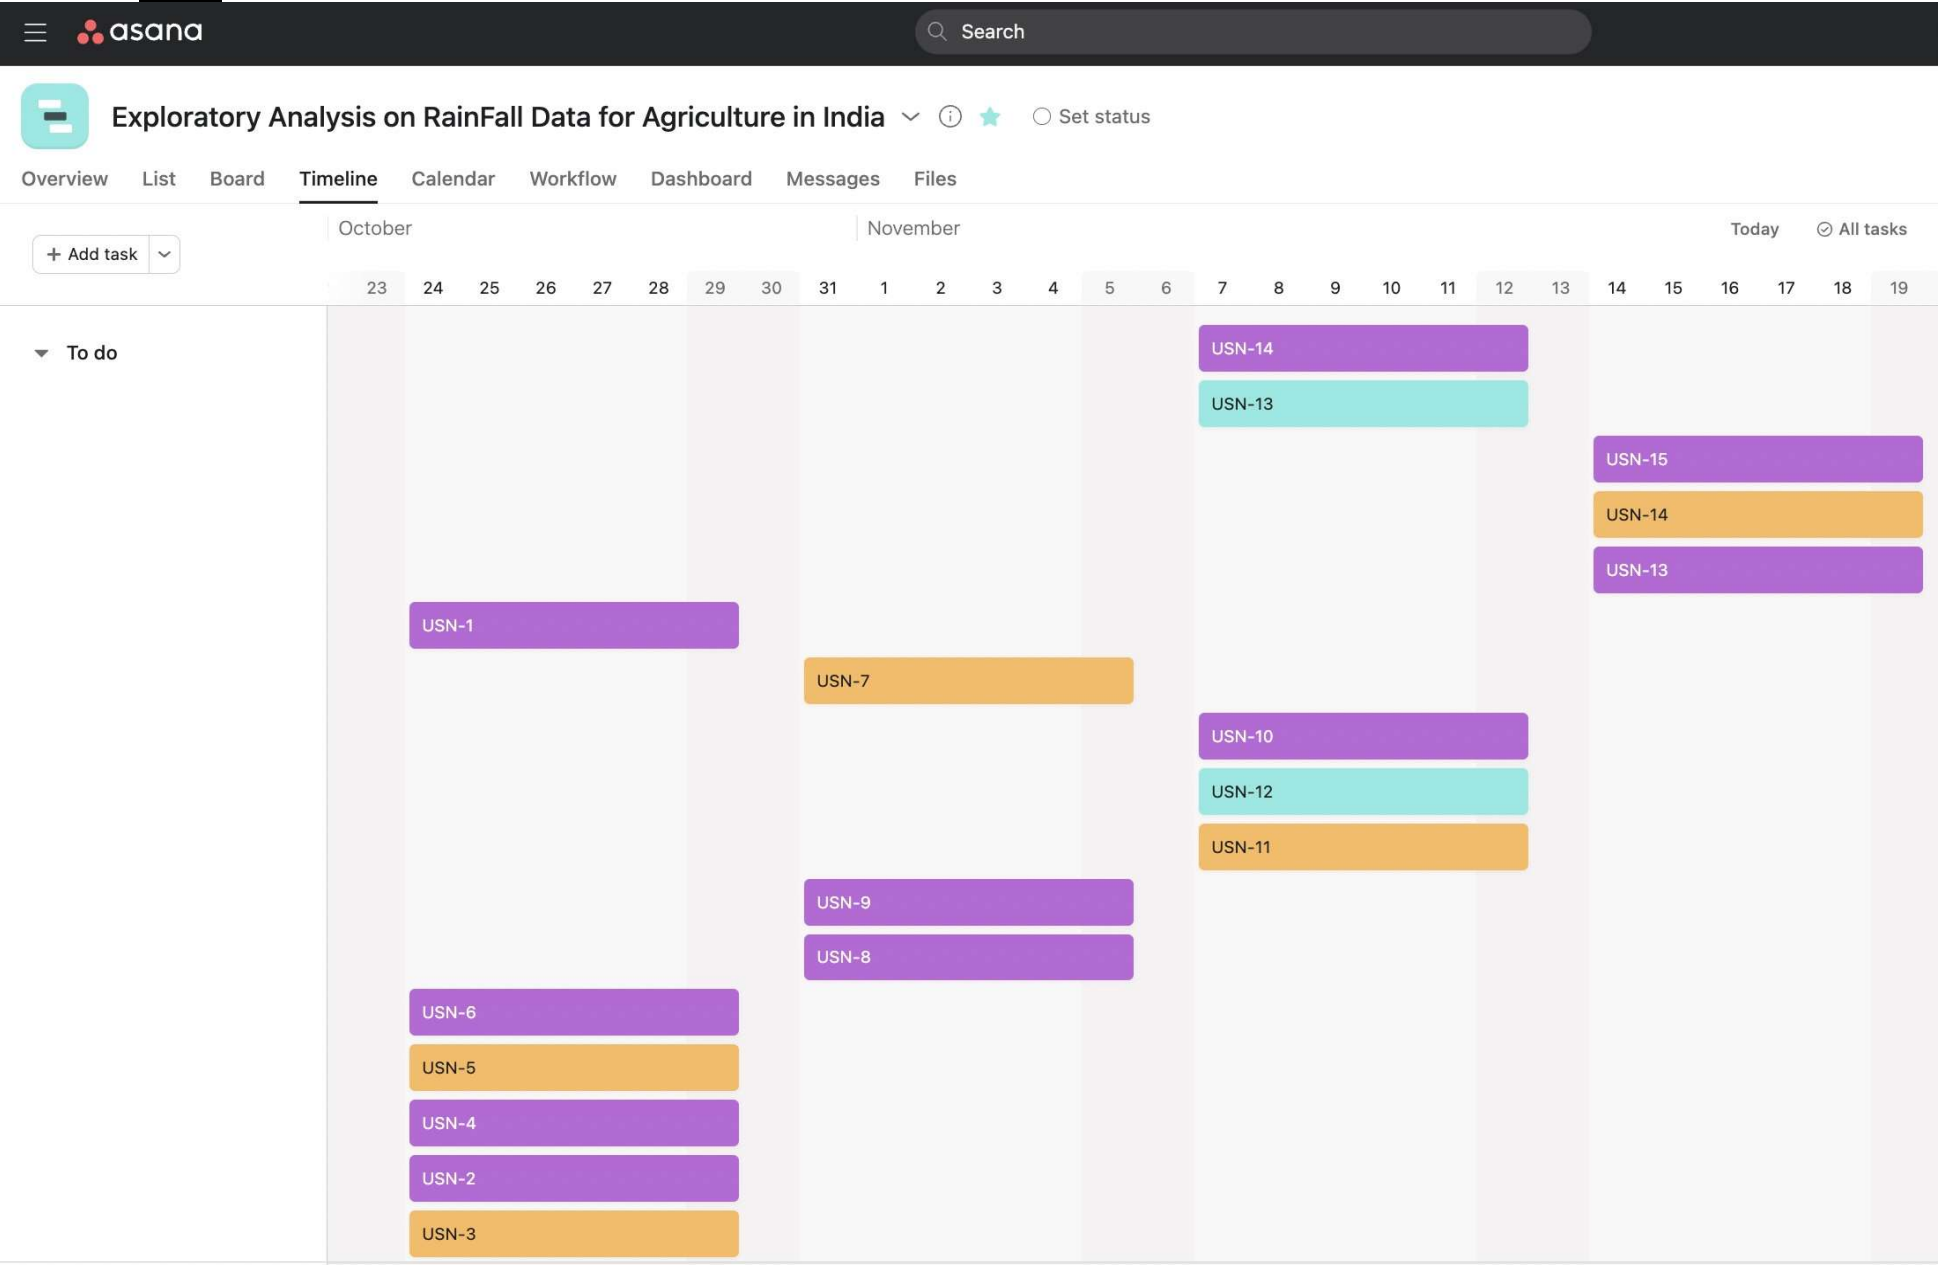 asana
Search
Exploratory Analysis on RainFall Data for Agriculture in India
Set status
Overview List Board Timeline Calendar Workflow Dashboard Messages Files
+ Add task
October November
Today All tasks
23 24 25 26 27 28 29 30 31 1 2 3 4 5 6 7 8 9 10 11 12 13 14 15 16 17 18 19
To do
USN-14
USN-13
USN-15
USN-14
USN-13
USN-1
USN-7
USN-10
USN-12
USN-11
USN-9
USN-8
USN-6
USN-5
USN-4
USN-2
USN-3